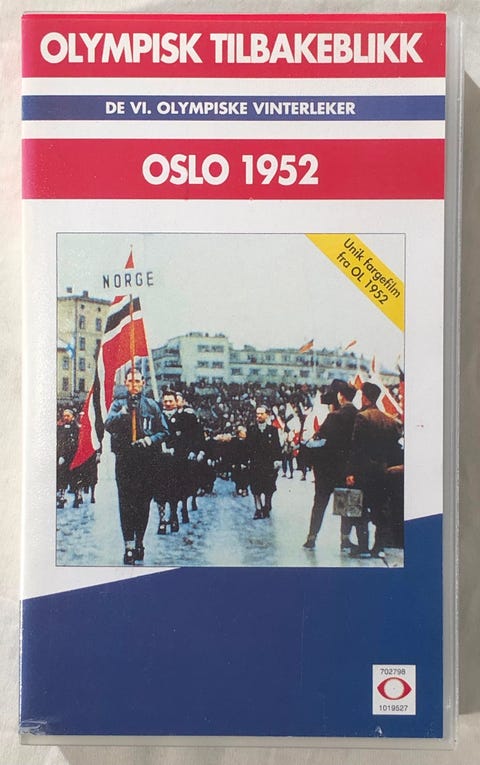 OLYMPISK TILBAKEBLIKK
DE VI. OLYMPISKE VINTERLEKER
OSLO 1952
Unik fargefilm
fra OL 1952
NORGE
702798
1019527